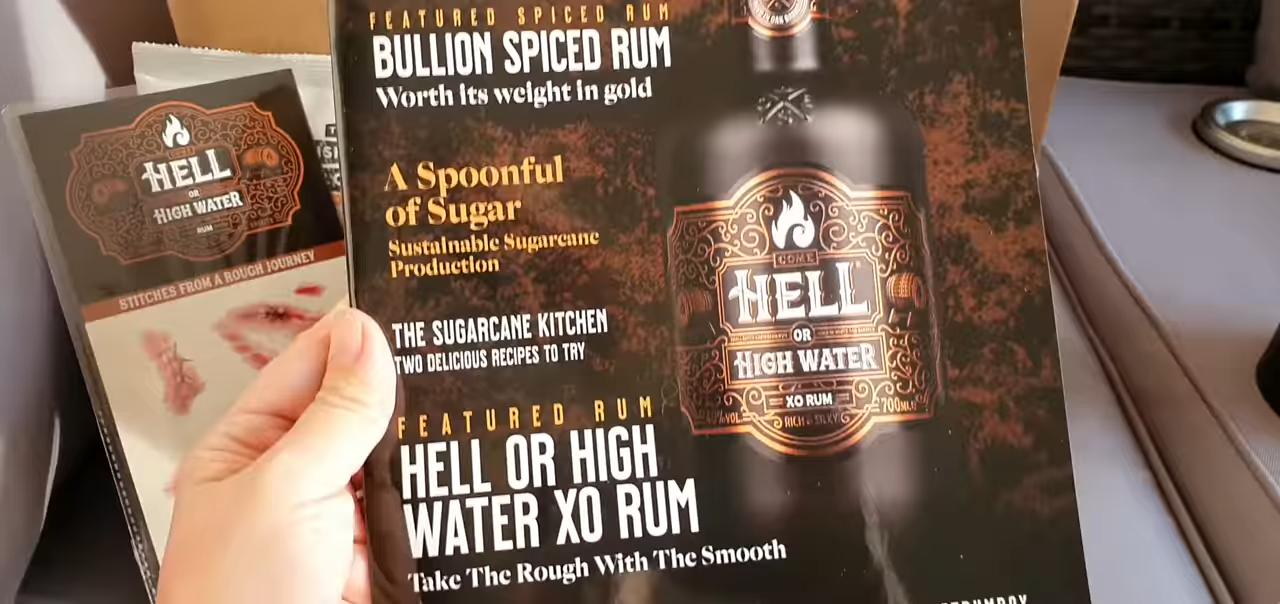 FEATURED SPICED RUM
BULLION SPICED RUM
Worth its weight in gold
A Spoonful
of Sugar
Sustainable Sugarcane
Production
THE SUGARCANE KITCHEN
TWO DELICIOUS RECIPES TO TRY
FEATURED RUM
HELL OR HIGH
WATER XO RUM
Take The Rough With The Smooth
COME
HELL
OR
HIGH WATER
XO RUM
700ML
RICH & SILKY
HELL
OR
HIGH WATER
RUM
STITCHES FROM A ROUGH JOURNEY